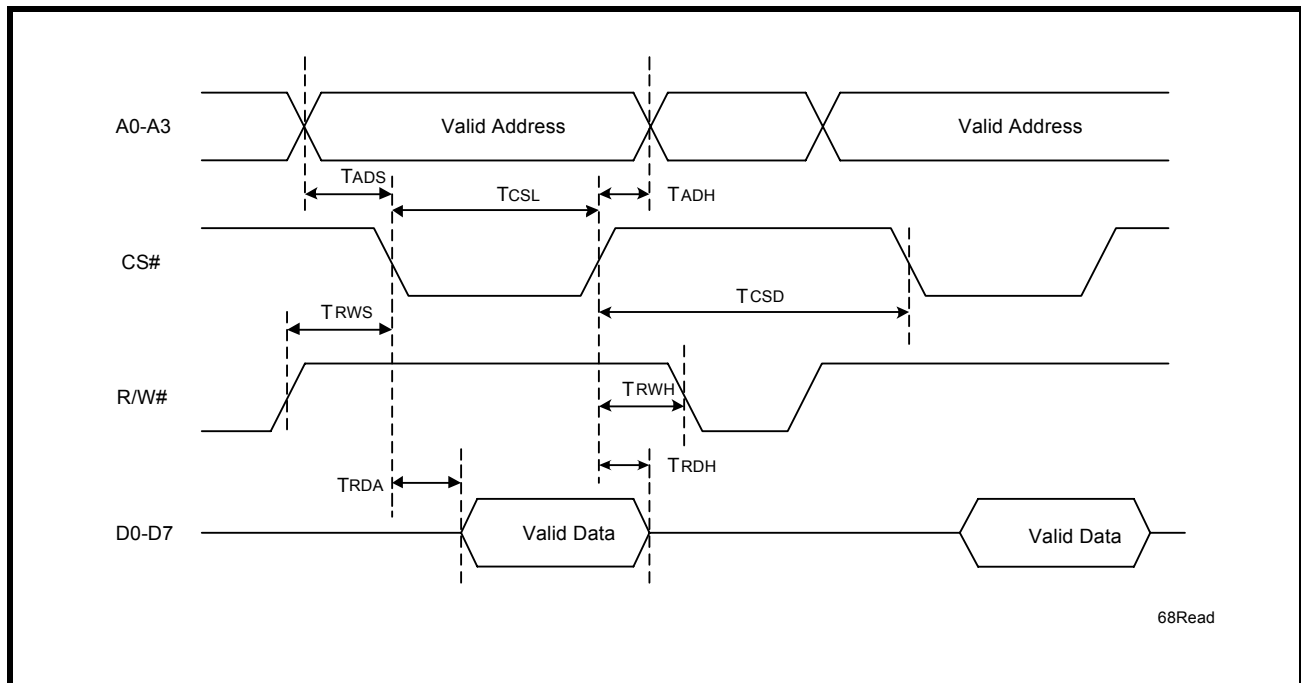 A0-A3
Valid Address
Valid Address
TADS
TCSL
TADH
CS#
TCSD
TRWS
R/W#
TRWH
TRDH
TRDA
D0-D7
Valid Data
Valid Data
68Read